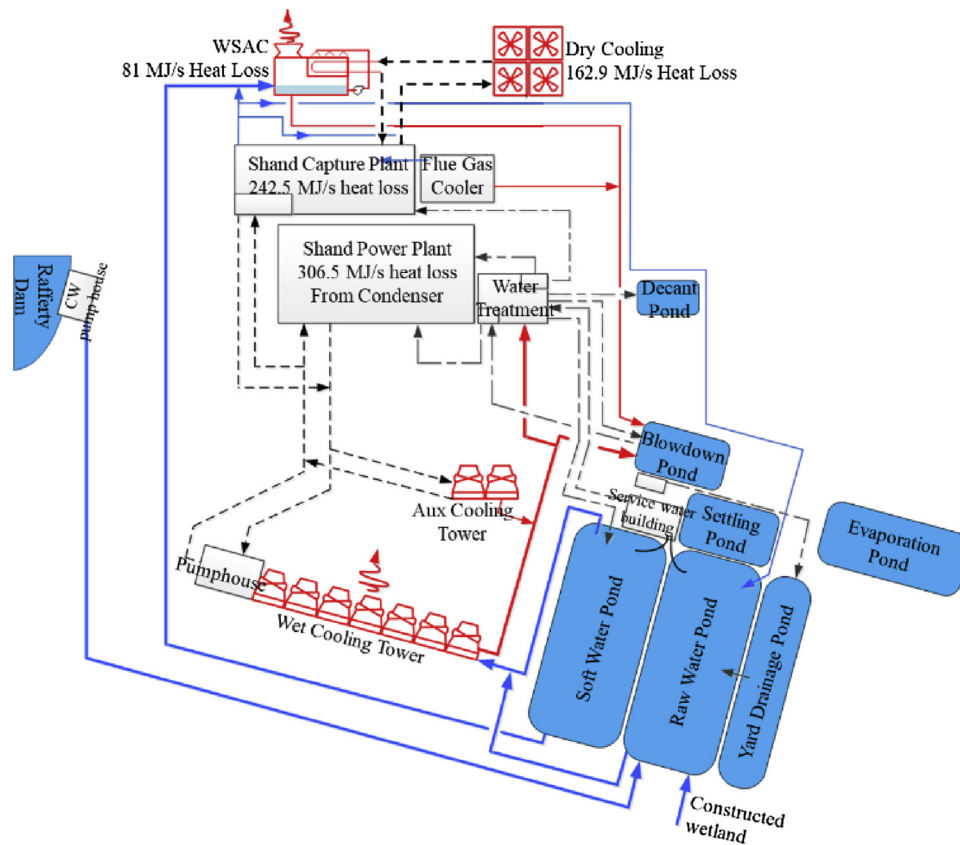 WSAC
81 MJ/s Heat Loss
Dry Cooling
162.9 MJ/s Heat Loss
Shand Capture Plant
242.5 MJ/s heat loss
Flue Gas
Cooler
Shand Power Plant
306.5 MJ/s heat loss
From Condenser
Water
Treatment
Decant
Pond
Rafferty
Dam
CW
pump house
Blowdown
Pond
Service water
building
Settling
Pond
Evaporation
Pond
Aux Cooling
Tower
Pumphouse
Wet Cooling Tower
Soft Water Pond
Raw Water Pond
Yard Drainage Pond
Constructed
wetland